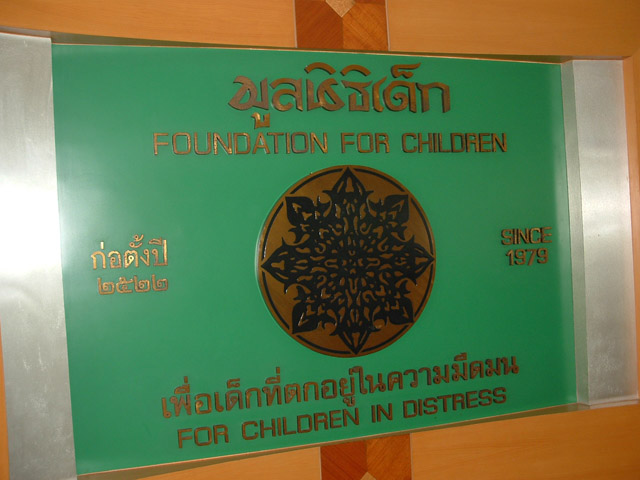 มูลนิธิเด็ก
FOUNDATION FOR CHILDREN
ก่อตั้งปี
๒๕๒๒
SINCE
1979
เพื่อเด็กที่ตกอยู่ในความมืดมน
FOR CHILDREN IN DISTRESS